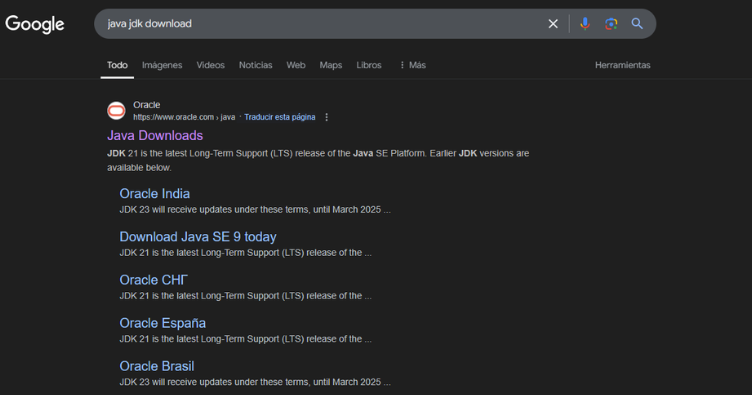 Google
java jdk download
Todo Imágenes Videos Noticias Web Maps Libros ⋮ Más Herramientas
Oracle
https://www.oracle.com › java · Traducir esta página ⋮
Java Downloads
JDK 21 is the latest Long-Term Support (LTS) release of the Java SE Platform. Earlier JDK versions are
available below.
Oracle India
JDK 23 will receive updates under these terms, until March 2025 ...
Download Java SE 9 today
JDK 21 is the latest Long-Term Support (LTS) release of the ...
Oracle СНГ
JDK 21 is the latest Long-Term Support (LTS) release of the ...
Oracle España
JDK 21 is the latest Long-Term Support (LTS) release of the ...
Oracle Brasil
JDK 23 will receive updates under these terms, until March 2025 ...